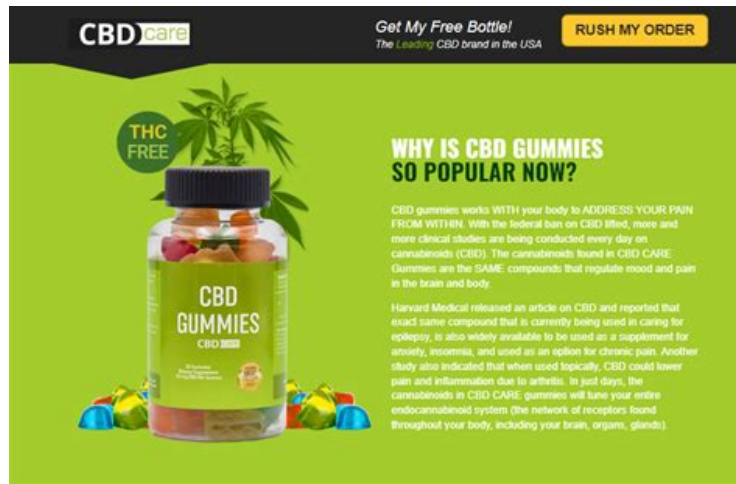 CBD care
Get My Free Bottle!
The Leading CBD brand in the USA
RUSH MY ORDER
THC
FREE
WHY IS CBD GUMMIES
SO POPULAR NOW?
CBD gummies works WITH your body to ADDRESS YOUR PAIN
FROM WITHIN. With the federal ban on CBD lifted, more and
more clinical studies are being conducted every day on
cannabinoids (CBD). The cannabinoids found in CBD CARE
Gummies are the SAME compounds that regulate mood and pain
in the brain and body.
Harvard Medical released an article on CBD and reported that
exact same compound that is currently being used in caring for
epilepsy, is also widely available to be used as a supplement for
anxiety, insomnia, and used as an option for chronic pain. Another
study also indicated that when used topically, CBD could lower
pain and inflammation due to arthritis. In just days, the
cannabinoids in CBD CARE gummies will tune your entire
endocannabinoid system (the network of receptors found
throughout your body, including your brain, organs, glands).
CBD
GUMMIES
CBD care
Dietary Supplement